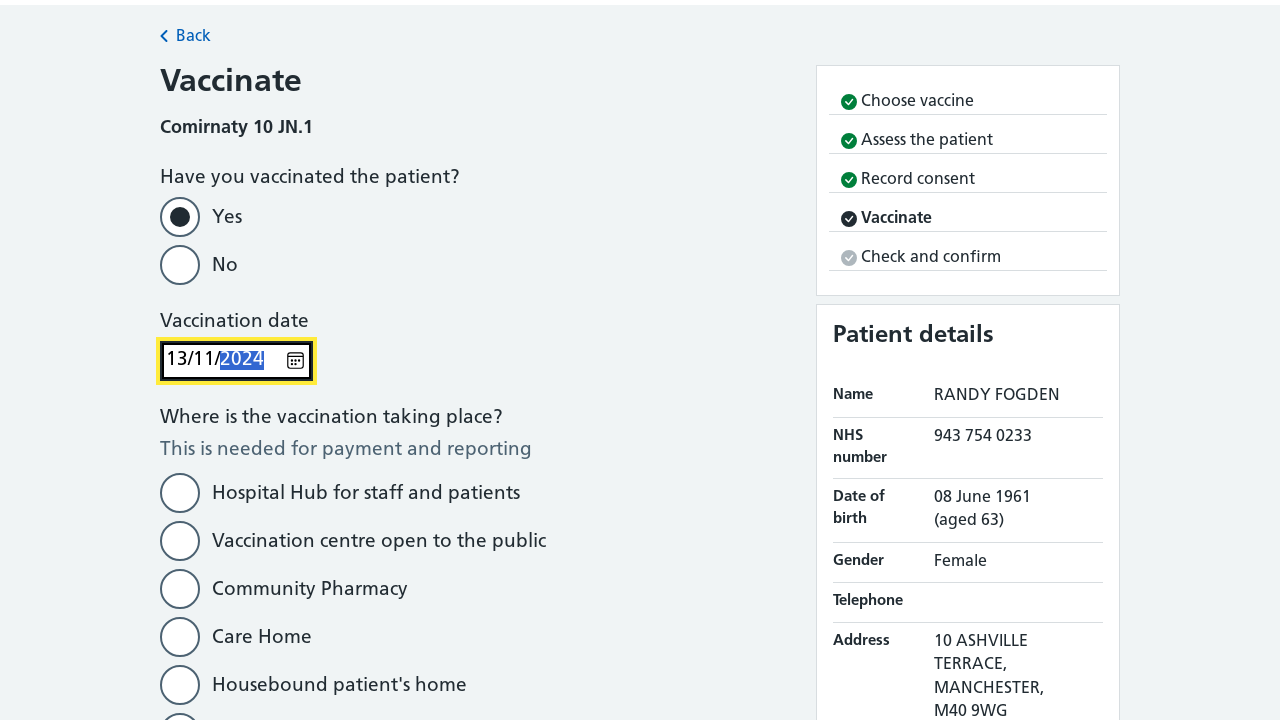 Back
Vaccinate
Comirnaty 10 JN.1
Have you vaccinated the patient?
Yes
No
Vaccination date
13/11/2024
Where is the vaccination taking place?
This is needed for payment and reporting
Hospital Hub for staff and patients
Vaccination centre open to the public
Community Pharmacy
Care Home
Housebound patient's home
Choose vaccine
Assess the patient
Record consent
Vaccinate
Check and confirm
Patient details
Name RANDY FOGDEN
NHS number 943 754 0233
Date of birth 08 June 1961
(aged 63)
Gender Female
Telephone
Address 10 ASHVILLE
TERRACE,
MANCHESTER,
M40 9WG